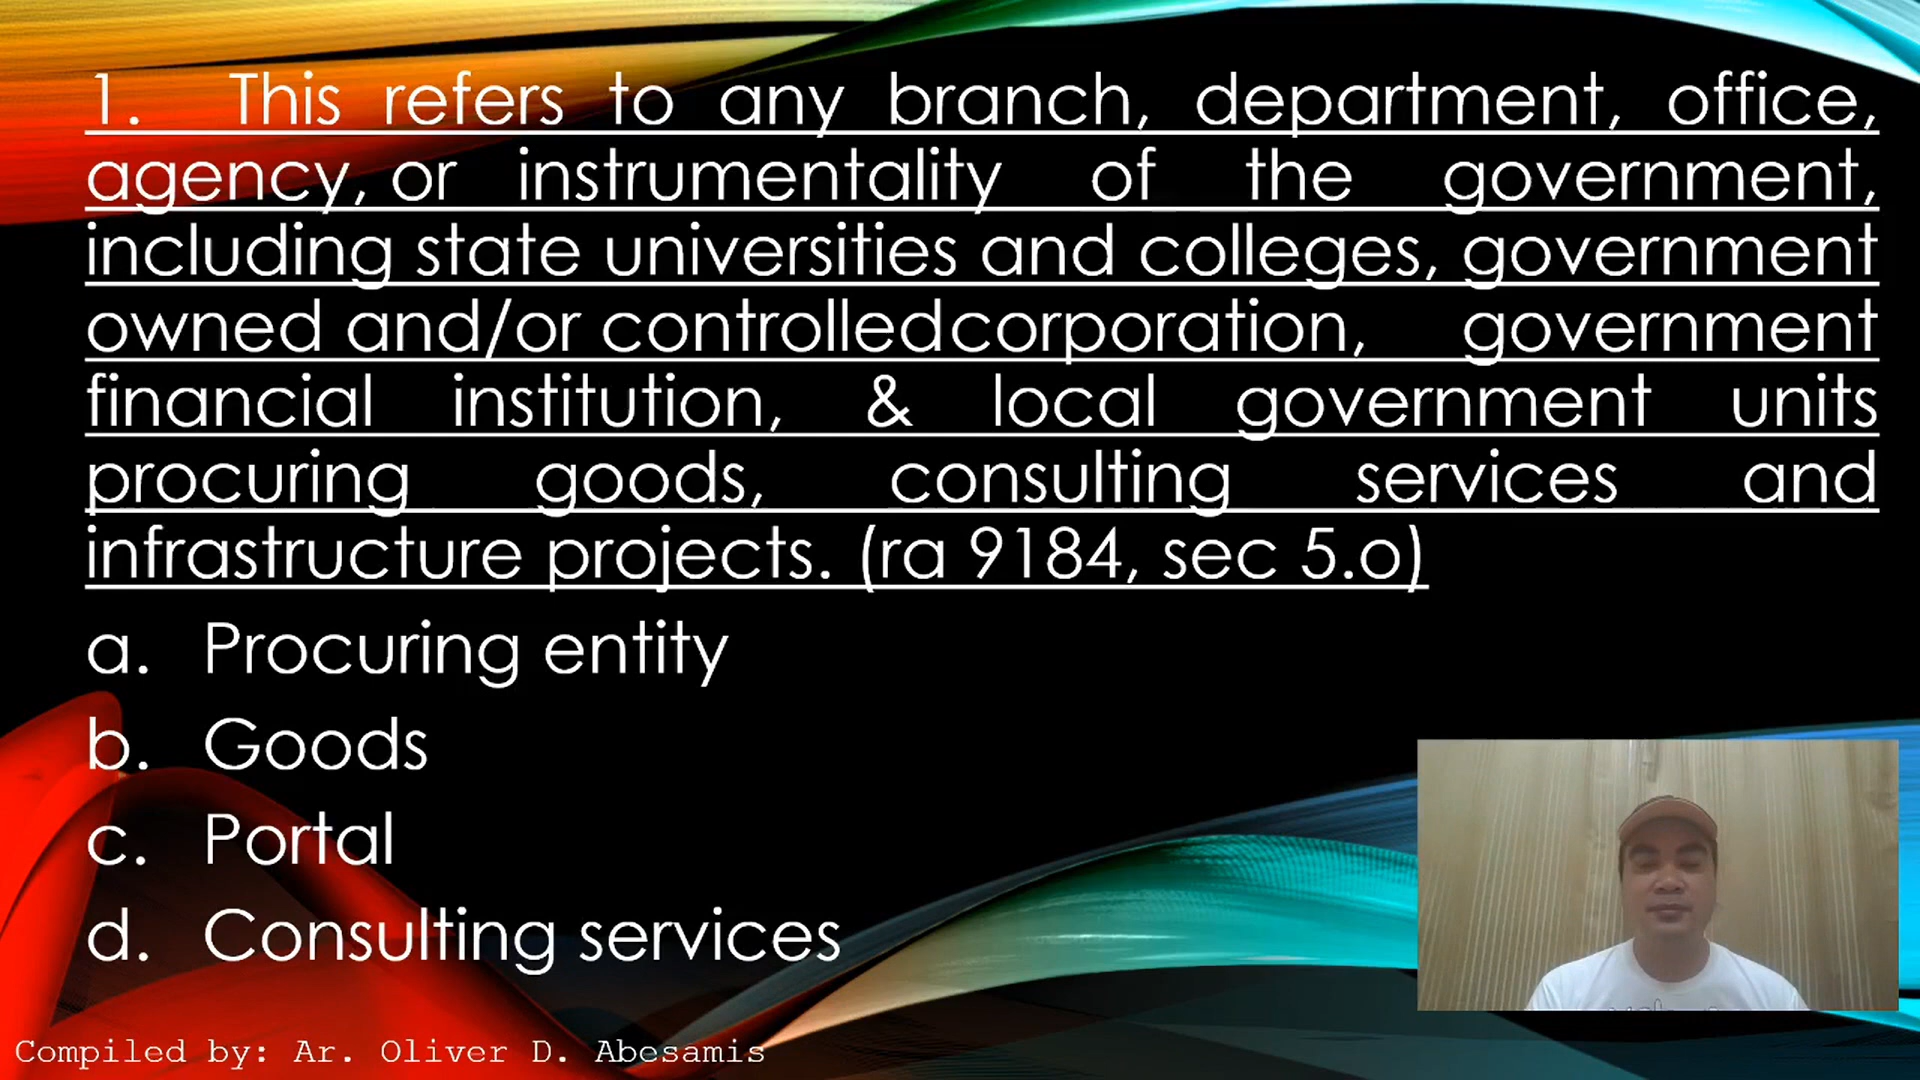 1. This refers to any branch, department, office,
agency, or instrumentality of the government,
including state universities and colleges, government
owned and/or controlledcorporation, government
financial institution, & local government units
procuring goods, consulting services and
infrastructure projects. (ra 9184, sec 5.o)
a. Procuring entity
b. Goods
c. Portal
d. Consulting services
Compiled by: Ar. Oliver D. Abesamis